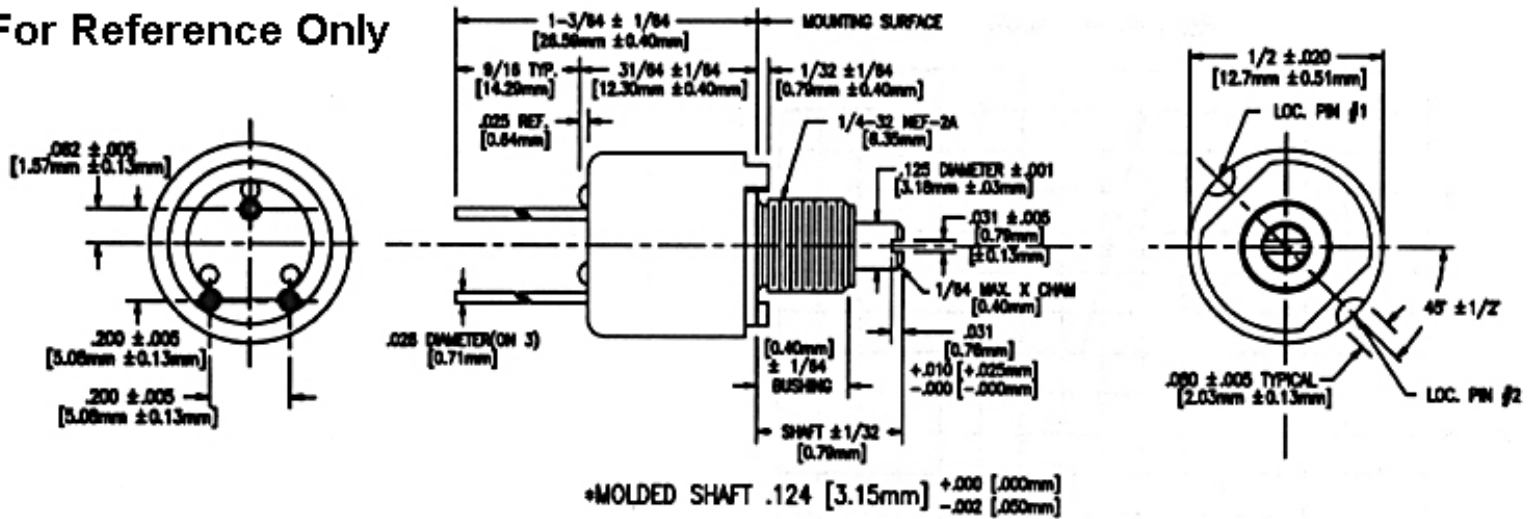 For Reference Only
1-3/64 ± 1/64
[26.59mm ±0.40mm]
MOUNTING SURFACE
9/16 TYP.
[14.29mm]
31/64 ±1/64
[12.30mm ±0.40mm]
1/32 ±1/64
[0.79mm ±0.40mm]
.025 REF.
[0.64mm]
1/4-32 NEF-2A
[6.35mm]
.125 DIAMETER ±.001
[3.18mm ±.03mm]
.031 ±.005
[0.79mm]
[±0.13mm]
1/64 MAX. X CHAM
[0.40mm]
.031
[0.78mm]
+.010 [+.025mm]
-.000 [-.000mm]
[0.40mm]
± 1/64
BUSHING
SHAFT ±1/32
[0.79mm]
.028 DIAMETER(ON 3)
[0.71mm]
.062 ±.005
[1.57mm ±0.13mm]
.200 ±.005
[5.08mm ±0.13mm]
.200 ±.005
[5.08mm ±0.13mm]
1/2 ±.020
[12.7mm ±0.51mm]
LOC. PIN #1
45° ±1/2°
.080 ±.005 TYPICAL
[2.03mm ±0.13mm]
LOC. PIN #2
*MOLDED SHAFT .124 [3.15mm] +.000 [.000mm]
-.002 [.050mm]